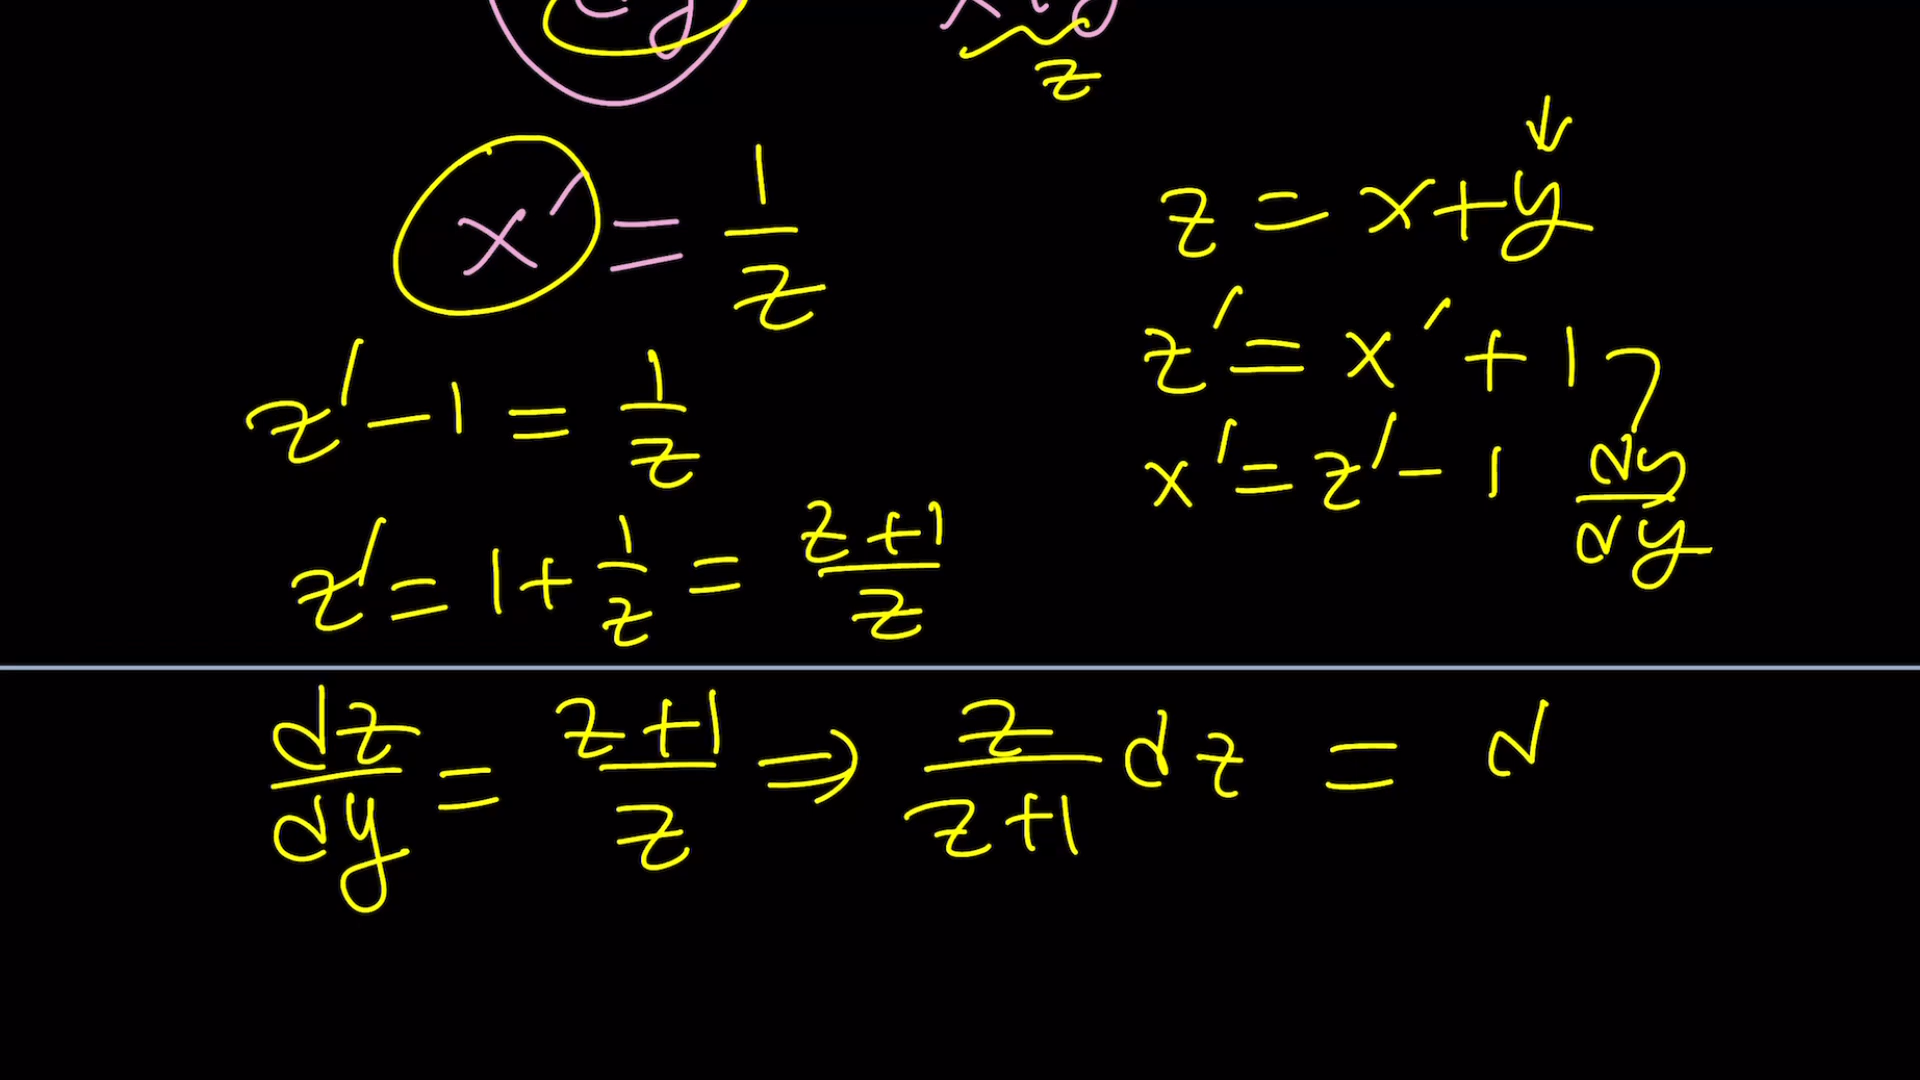 z
x' = 1/z
z = x+y
z' = x' + 1
z' - 1 = 1/z
x' = z' - 1
dy/dy
z' = 1 + 1/z = z+1/z
dz/dy = z+1/z ⇒ z/z+1 dz = d